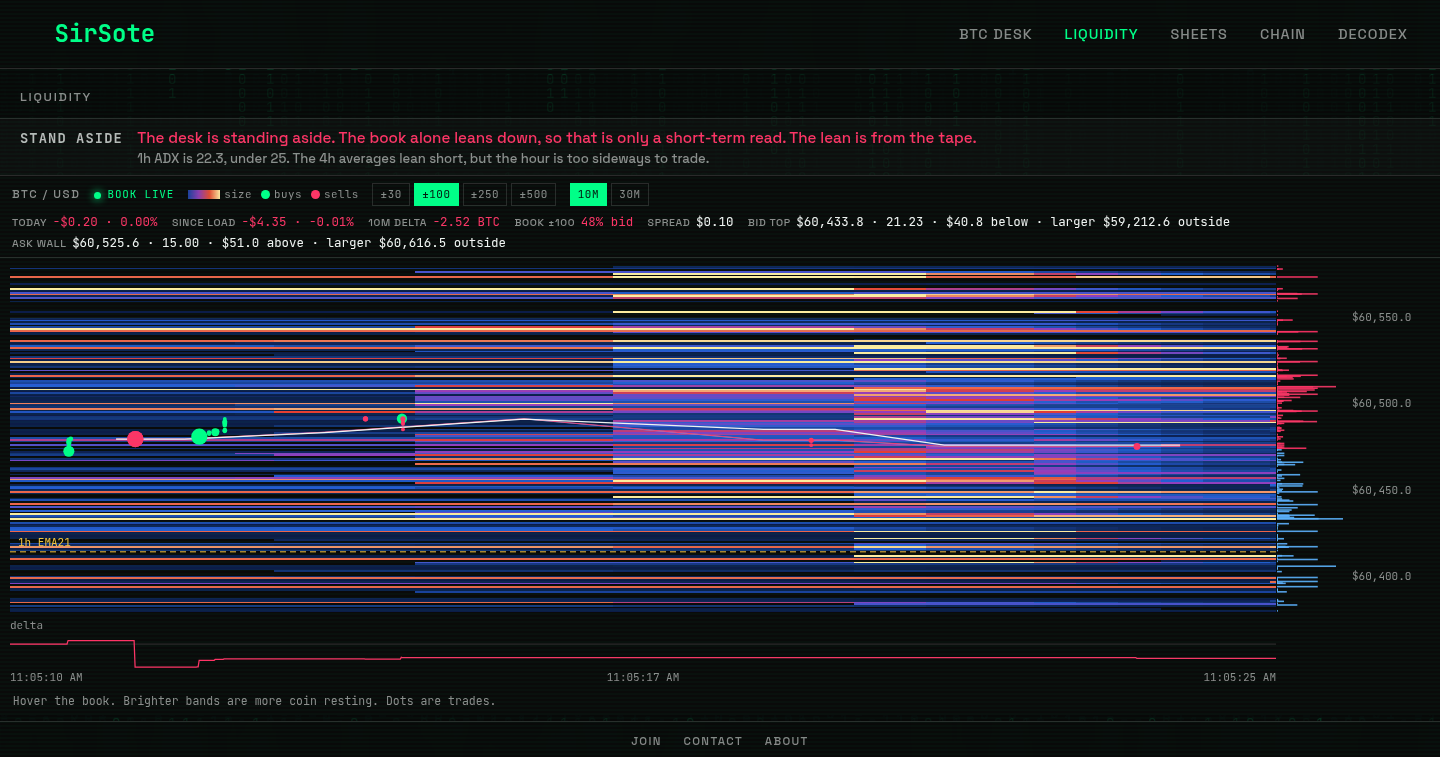 SirSote
BTC DESK LIQUIDITY SHEETS CHAIN DECODEX
LIQUIDITY
STAND ASIDE The desk is standing aside. The book alone leans down, so that is only a short-term read. The lean is from the tape.
1h ADX is 22.3, under 25. The 4h averages lean short, but the hour is too sideways to trade.
BTC / USD BOOK LIVE size buys sells ±30 ±100 ±250 ±500 10M 30M
TODAY -$0.20 · 0.00% SINCE LOAD -$4.35 · -0.01% 10M DELTA -2.52 BTC BOOK ±100 48% bid SPREAD $0.10 BID TOP $60,433.8 · 21.23 · $40.8 below · larger $59,212.6 outside
ASK WALL $60,525.6 · 15.00 · $51.0 above · larger $60,616.5 outside
$60,550.0
$60,500.0
$60,450.0
1h EMA21
$60,400.0
delta
11:05:10 AM 11:05:17 AM 11:05:25 AM
Hover the book. Brighter bands are more coin resting. Dots are trades.
JOIN CONTACT ABOUT